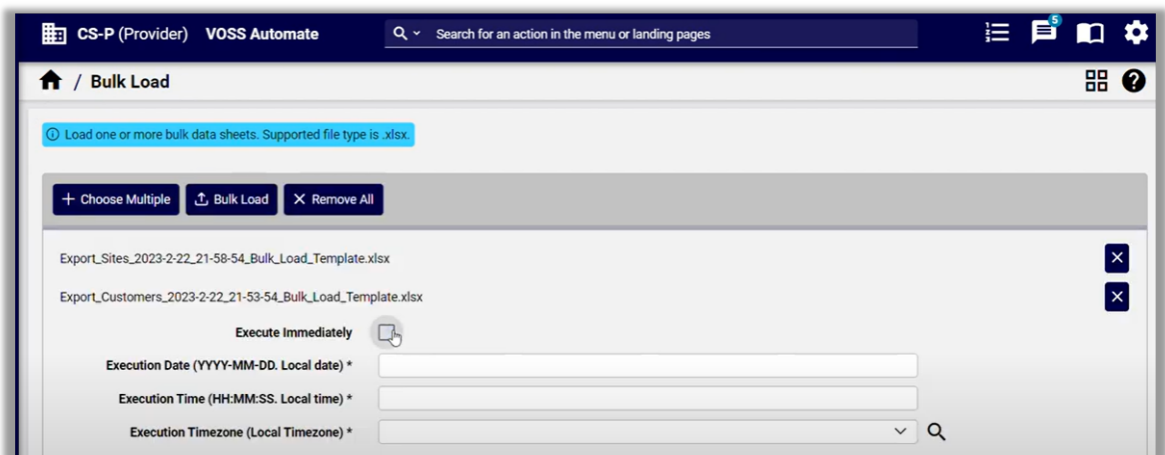 CS-P (Provider) VOSS Automate Search for an action in the menu or landing pages 5
/ Bulk Load
Load one or more bulk data sheets. Supported file type is .xlsx.
Choose Multiple Bulk Load Remove All
Export_Sites_2023-2-22_21-58-54_Bulk_Load_Template.xlsx
Export_Customers_2023-2-22_21-53-54_Bulk_Load_Template.xlsx
Execute Immediately
Execution Date (YYYY-MM-DD. Local date) *
Execution Time (HH:MM:SS. Local time) *
Execution Timezone (Local Timezone) *